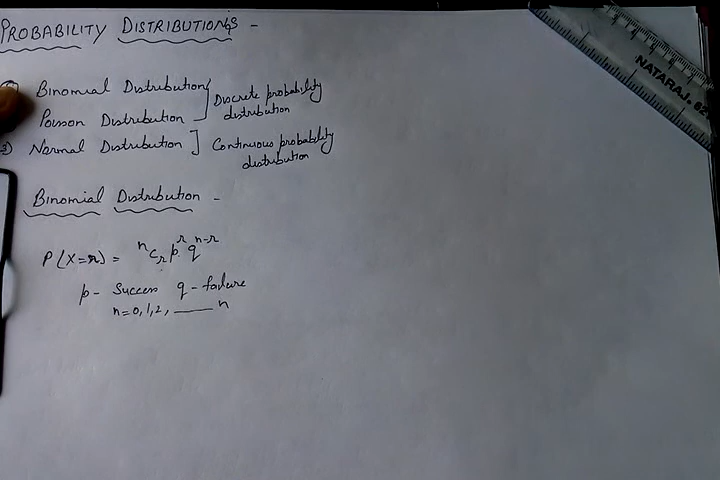 PROBABILITY DISTRIBUTIONS -
Binomial Distribution
Poisson Distribution
Discrete probability
distribution
3) Normal Distribution ] Continuous probability
distribution
Binomial Distribution -
P(X=r) = ⁿCᵣ pʳ qⁿ⁻ʳ
p - Success q - failure
n=0,1,2, —— n
NATARAJ 62